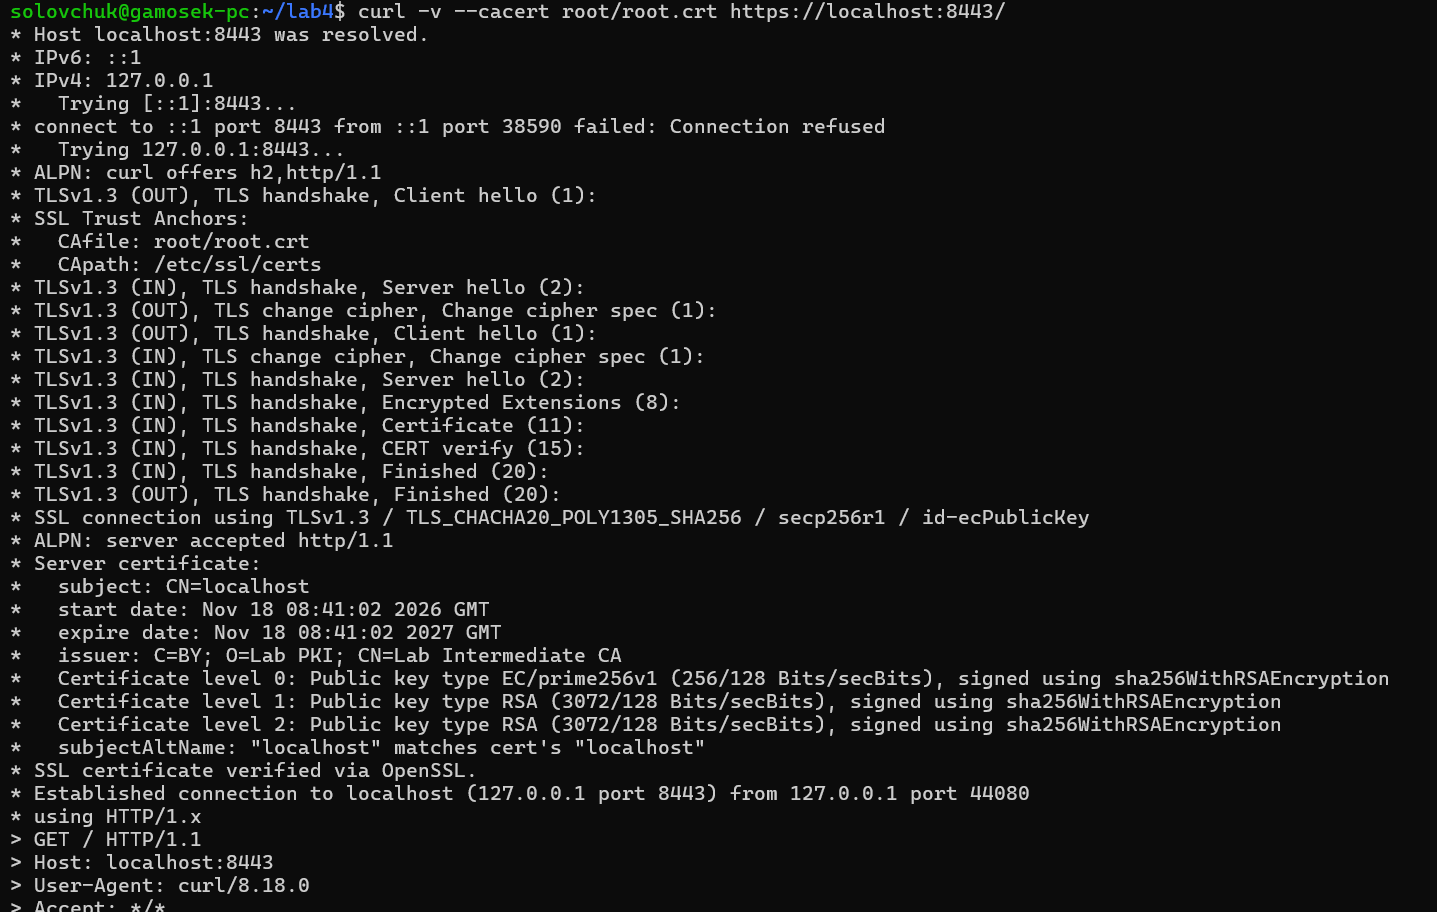 solovchuk@gamosek-pc:~/lab4$ curl -v --cacert root/root.crt https://localhost:8443/
* Host localhost:8443 was resolved.
* IPv6: ::1
* IPv4: 127.0.0.1
*   Trying [::1]:8443...
* connect to ::1 port 8443 from ::1 port 38590 failed: Connection refused
*   Trying 127.0.0.1:8443...
* ALPN: curl offers h2,http/1.1
* TLSv1.3 (OUT), TLS handshake, Client hello (1):
* SSL Trust Anchors:
*   CAfile: root/root.crt
*   CApath: /etc/ssl/certs
* TLSv1.3 (IN), TLS handshake, Server hello (2):
* TLSv1.3 (OUT), TLS change cipher, Change cipher spec (1):
* TLSv1.3 (OUT), TLS handshake, Client hello (1):
* TLSv1.3 (IN), TLS change cipher, Change cipher spec (1):
* TLSv1.3 (IN), TLS handshake, Server hello (2):
* TLSv1.3 (IN), TLS handshake, Encrypted Extensions (8):
* TLSv1.3 (IN), TLS handshake, Certificate (11):
* TLSv1.3 (IN), TLS handshake, CERT verify (15):
* TLSv1.3 (IN), TLS handshake, Finished (20):
* TLSv1.3 (OUT), TLS handshake, Finished (20):
* SSL connection using TLSv1.3 / TLS_CHACHA20_POLY1305_SHA256 / secp256r1 / id-ecPublicKey
* ALPN: server accepted http/1.1
* Server certificate:
*   subject: CN=localhost
*   start date: Nov 18 08:41:02 2026 GMT
*   expire date: Nov 18 08:41:02 2027 GMT
*   issuer: C=BY; O=Lab PKI; CN=Lab Intermediate CA
*   Certificate level 0: Public key type EC/prime256v1 (256/128 Bits/secBits), signed using sha256WithRSAEncryption
*   Certificate level 1: Public key type RSA (3072/128 Bits/secBits), signed using sha256WithRSAEncryption
*   Certificate level 2: Public key type RSA (3072/128 Bits/secBits), signed using sha256WithRSAEncryption
*   subjectAltName: "localhost" matches cert's "localhost"
* SSL certificate verified via OpenSSL.
* Established connection to localhost (127.0.0.1 port 8443) from 127.0.0.1 port 44080
* using HTTP/1.x
> GET / HTTP/1.1
> Host: localhost:8443
> User-Agent: curl/8.18.0
> Accept: */*